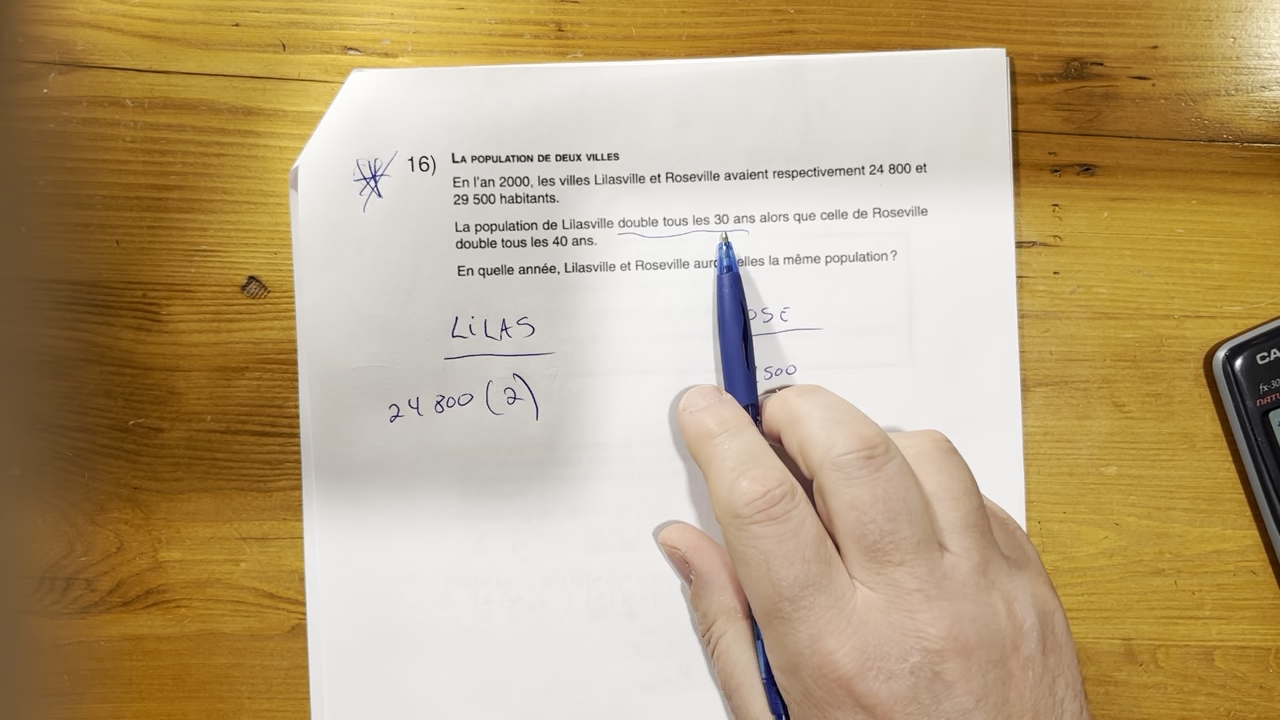 16) LA POPULATION DE DEUX VILLES
En l'an 2000, les villes Lilasville et Roseville avaient respectivement 24 800 et
29 500 habitants.
La population de Lilasville double tous les 30 ans alors que celle de Roseville
double tous les 40 ans.
En quelle année, Lilasville et Roseville elles la même population ?
LiLAS
24 800 (2)
500
CA